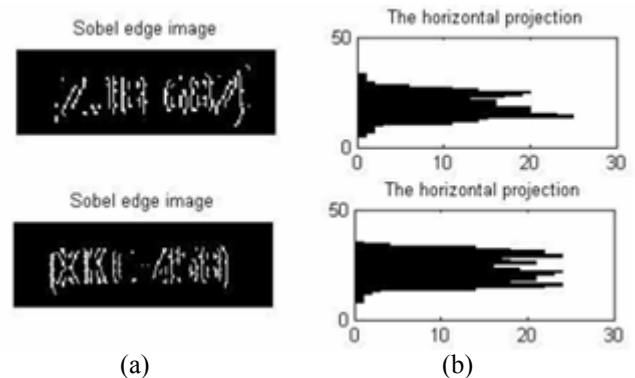 Sobel edge image
The horizontal projection
50
0
0 10 20 30
Sobel edge image
The horizontal projection
50
0
0 10 20 30
(a) (b)